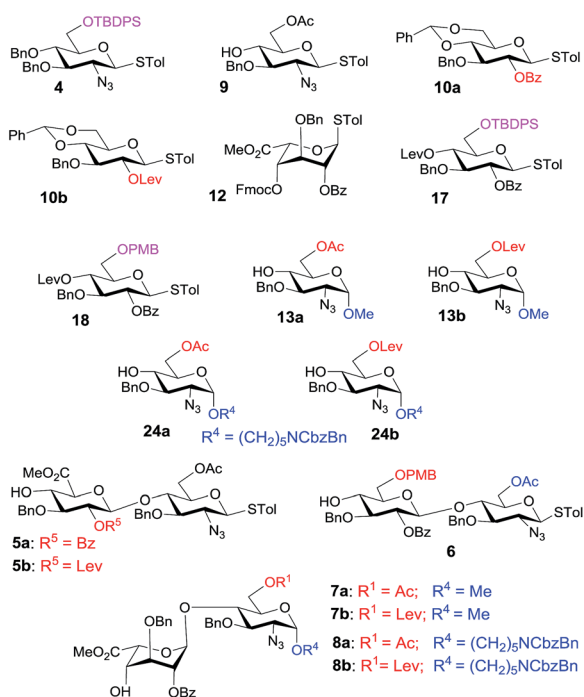 OTBDPS
BnO
O
BnO
STol
N₃
4
OAc
HO
O
BnO
STol
N₃
9
Ph
O
O
O
BnO
STol
OBz
10a
Ph
O
O
O
BnO
STol
OLev
10b
OBn
STol
MeO₂C
O
FmocO
OBz
12
OTBDPS
LevO
O
BnO
STol
OBz
17
OPMB
LevO
O
BnO
STol
OBz
18
OAc
HO
O
BnO
N₃
OMe
13a
OLev
HO
O
BnO
N₃
OMe
13b
OAc
HO
O
BnO
N₃
OR⁴
24a
OLev
HO
O
BnO
N₃
OR⁴
24b
R⁴ = (CH₂)₅NCbzBn
MeO₂C
HO
O
BnO
OR⁵
O
OAc
O
BnO
STol
N₃
5a: R⁵ = Bz
5b: R⁵ = Lev
OPMB
HO
O
BnO
OBz
O
OAc
O
BnO
STol
N₃
6
OR¹
O
O
OBn
BnO
N₃
OR⁴
MeO₂C
O
OH
OBz
7a: R¹ = Ac; R⁴ = Me
7b: R¹ = Lev; R⁴ = Me
8a: R¹ = Ac; R⁴ = (CH₂)₅NCbzBn
8b: R¹= Lev; R⁴ = (CH₂)₅NCbzBn